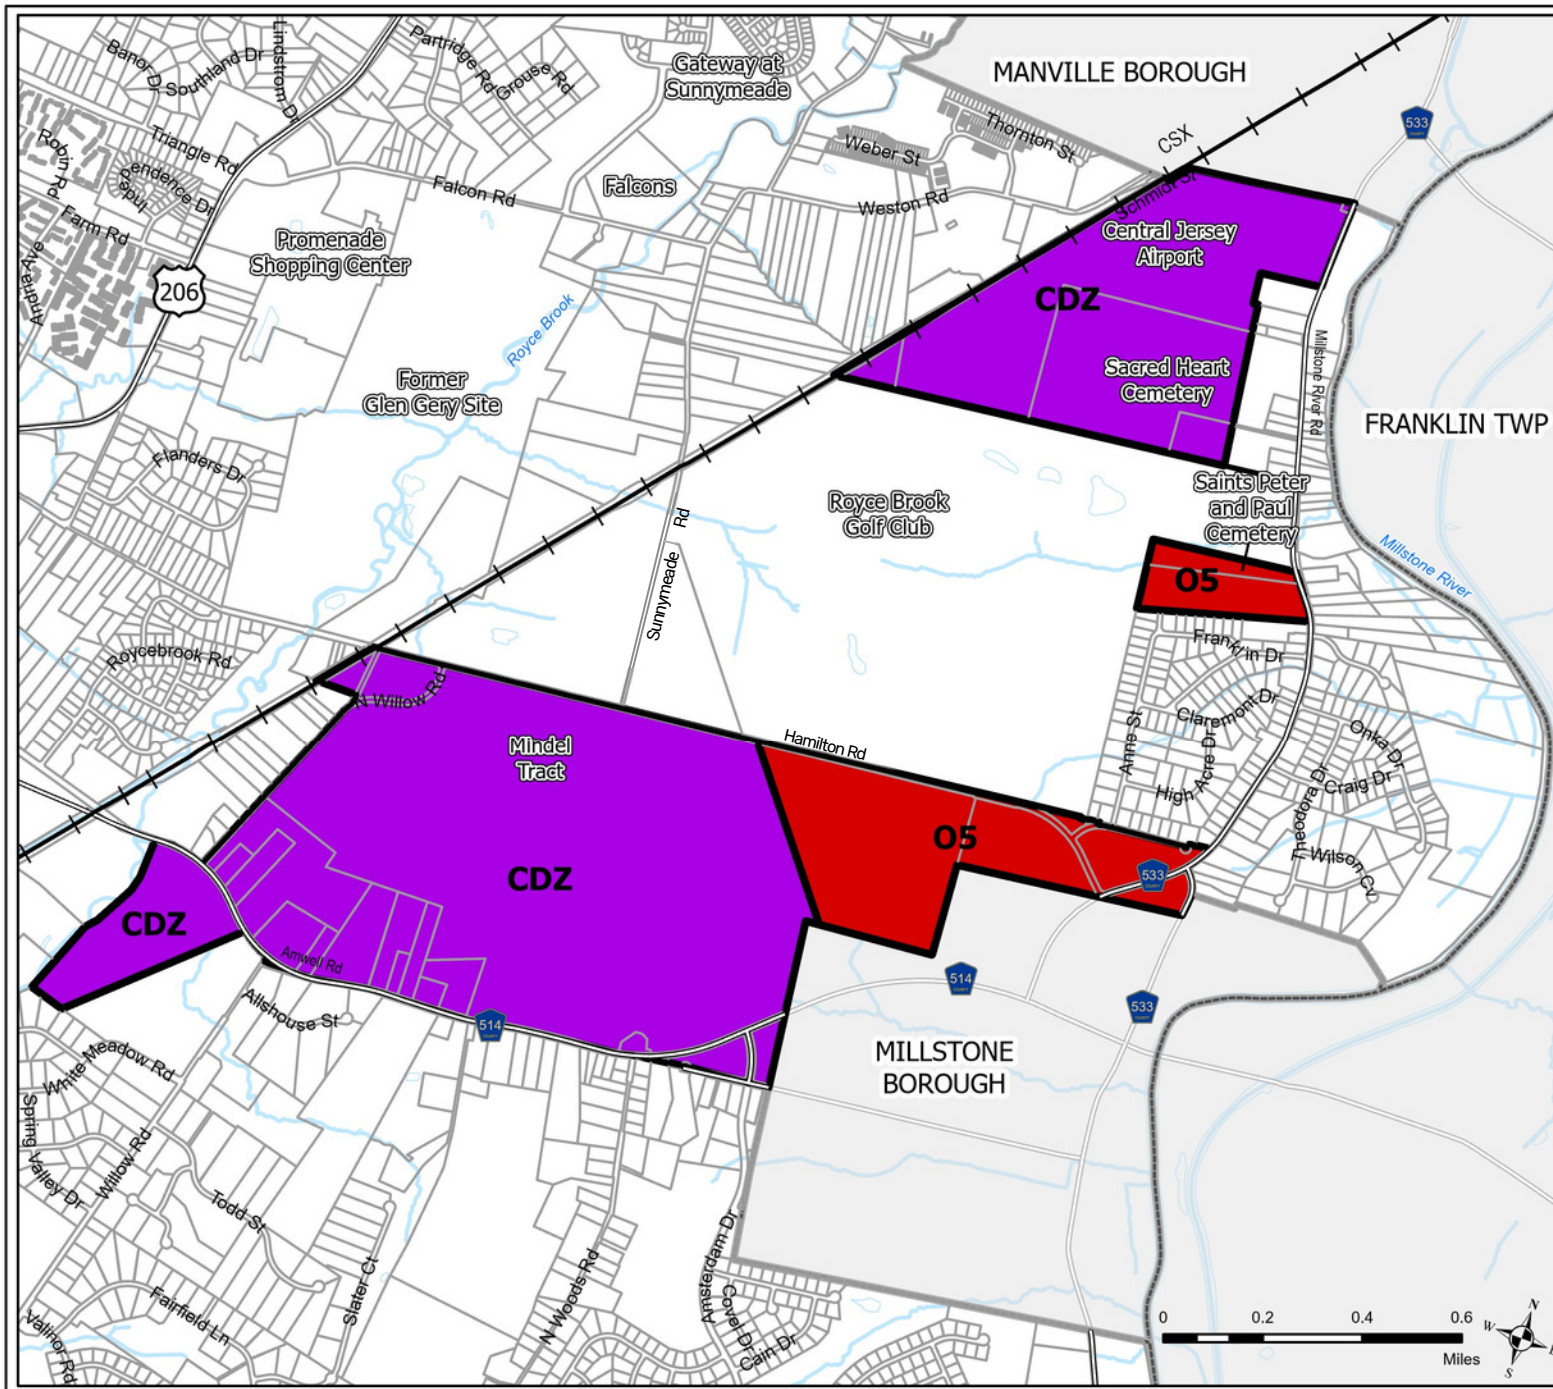 Banor Dr
Southland Dr
Lindstrom Dr
Partridge Rd
Grouse Rd
Gateway at
Sunnymeade
MANVILLE BOROUGH
533
COUNTY
CSX
Thornton St
Weber St
Triangle Rd
Robin Rd
Independence Dr
Farm Rd
Falcon Rd
Falcons
Weston Rd
Schmidt St
Promenade
Shopping Center
Central Jersey
Airport
206
CDZ
Royce Brook
Millstone River Rd
Former
Glen Gery Site
Sacred Heart
Cemetery
FRANKLIN TWP
Flanders Dr
Royce Brook
Golf Club
Saints Peter
and Paul
Cemetery
Sunnymeade Rd
Millstone River
O5
Roycebrook Rd
Franklin Dr
N Willow Rd
Claremont Dr
Anne St
High Acre Dr
Onka Dr
Craig Dr
Theodora Dr
Wilson Cv
Mindel
Tract
Hamilton Rd
O5
CDZ
533
COUNTY
CDZ
Amwell Rd
Allshouse St
514
COUNTY
514
COUNTY
533
COUNTY
MILLSTONE
BOROUGH
White Meadow Rd
Spring Valley Dr
Willow Rd
Todd St
Slater Ct
Fairfield Ln
Valinor Rd
N Woods Rd
Amsterdam Dr
Covel Dr
Cain Dr
0 0.2 0.4 0.6
Miles
N
W
S